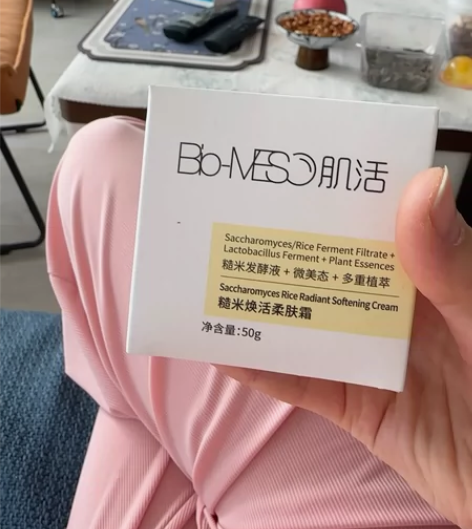 Bio-MESO肌活
Saccharomyces/Rice Ferment Filtrate +
Lactobacillus Ferment + Plant Essences
糙米发酵液 + 微美态 + 多重植萃
Saccharomyces Rice Radiant Softening Cream
糙米焕活柔肤霜
净含量:50g